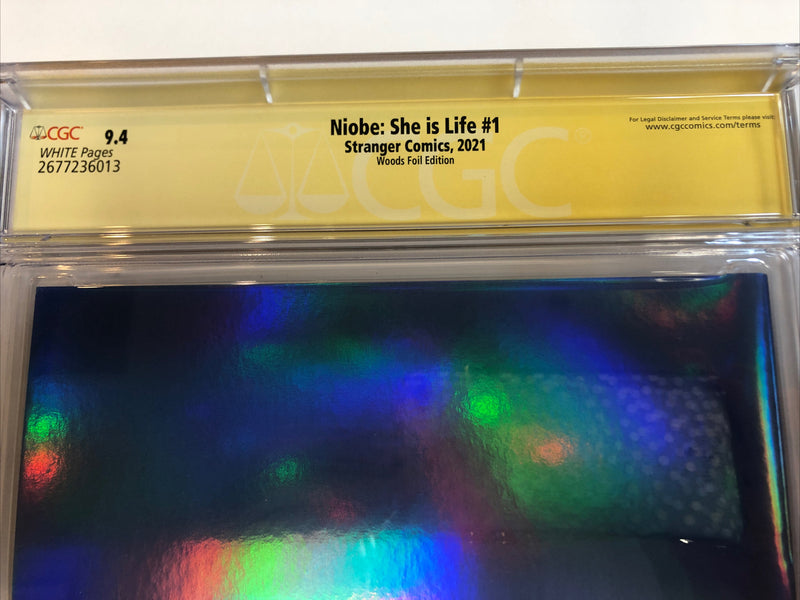 CGC 9.4
WHITE Pages
2677236013
Niobe: She is Life #1
Stranger Comics, 2021
Woods Foil Edition
For Legal Disclaimer and Service Terms please visit:
www.cgccomics.com/terms
CGC